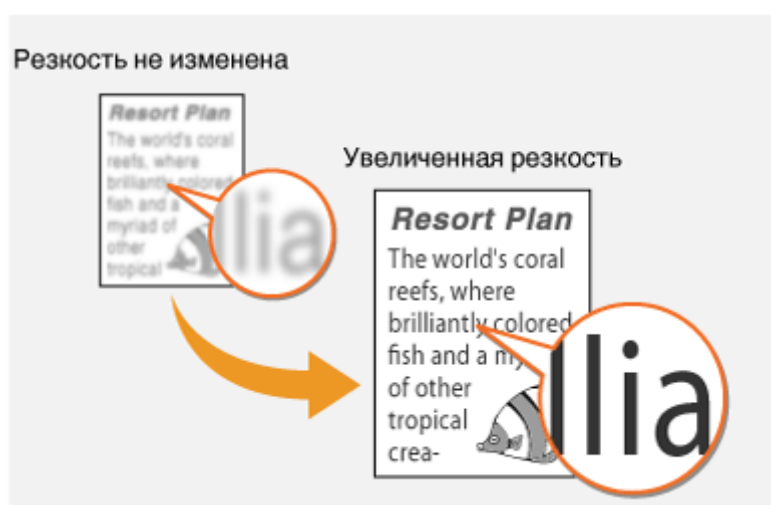 Резкость не изменена
Resort Plan
The world's coral
reefs, where
brilliantly colored
fish and a
myriad of
other
tropical
llia
Увеличенная резкость
Resort Plan
The world's coral
reefs, where
brilliantly colored
fish and a my
of other
tropical
crea-
llia